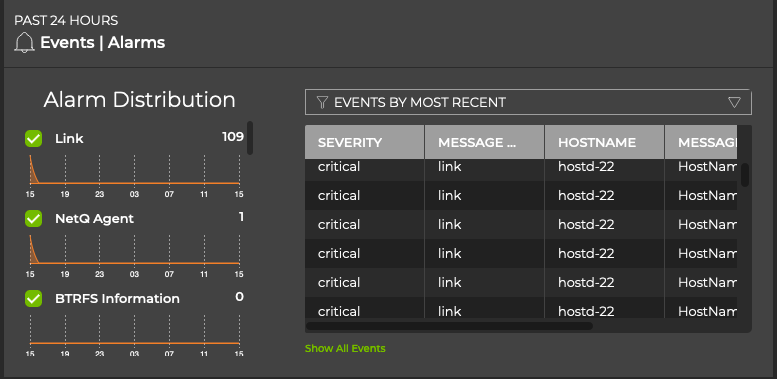 PAST 24 HOURS
Events | Alarms
Alarm Distribution
Link 109
15 19 23 03 07 11 15
NetQ Agent 1
15 19 23 03 07 11 15
BTRFS Information 0
15 19 23 03 07 11 15
EVENTS BY MOST RECENT
SEVERITY MESSAGE ... HOSTNAME MESSAG
critical link hostd-22 HostNam
critical link hostd-22 HostNam
critical link hostd-22 HostNam
critical link hostd-22 HostNam
critical link hostd-22 HostNam
critical link hostd-22 HostNam
Show All Events